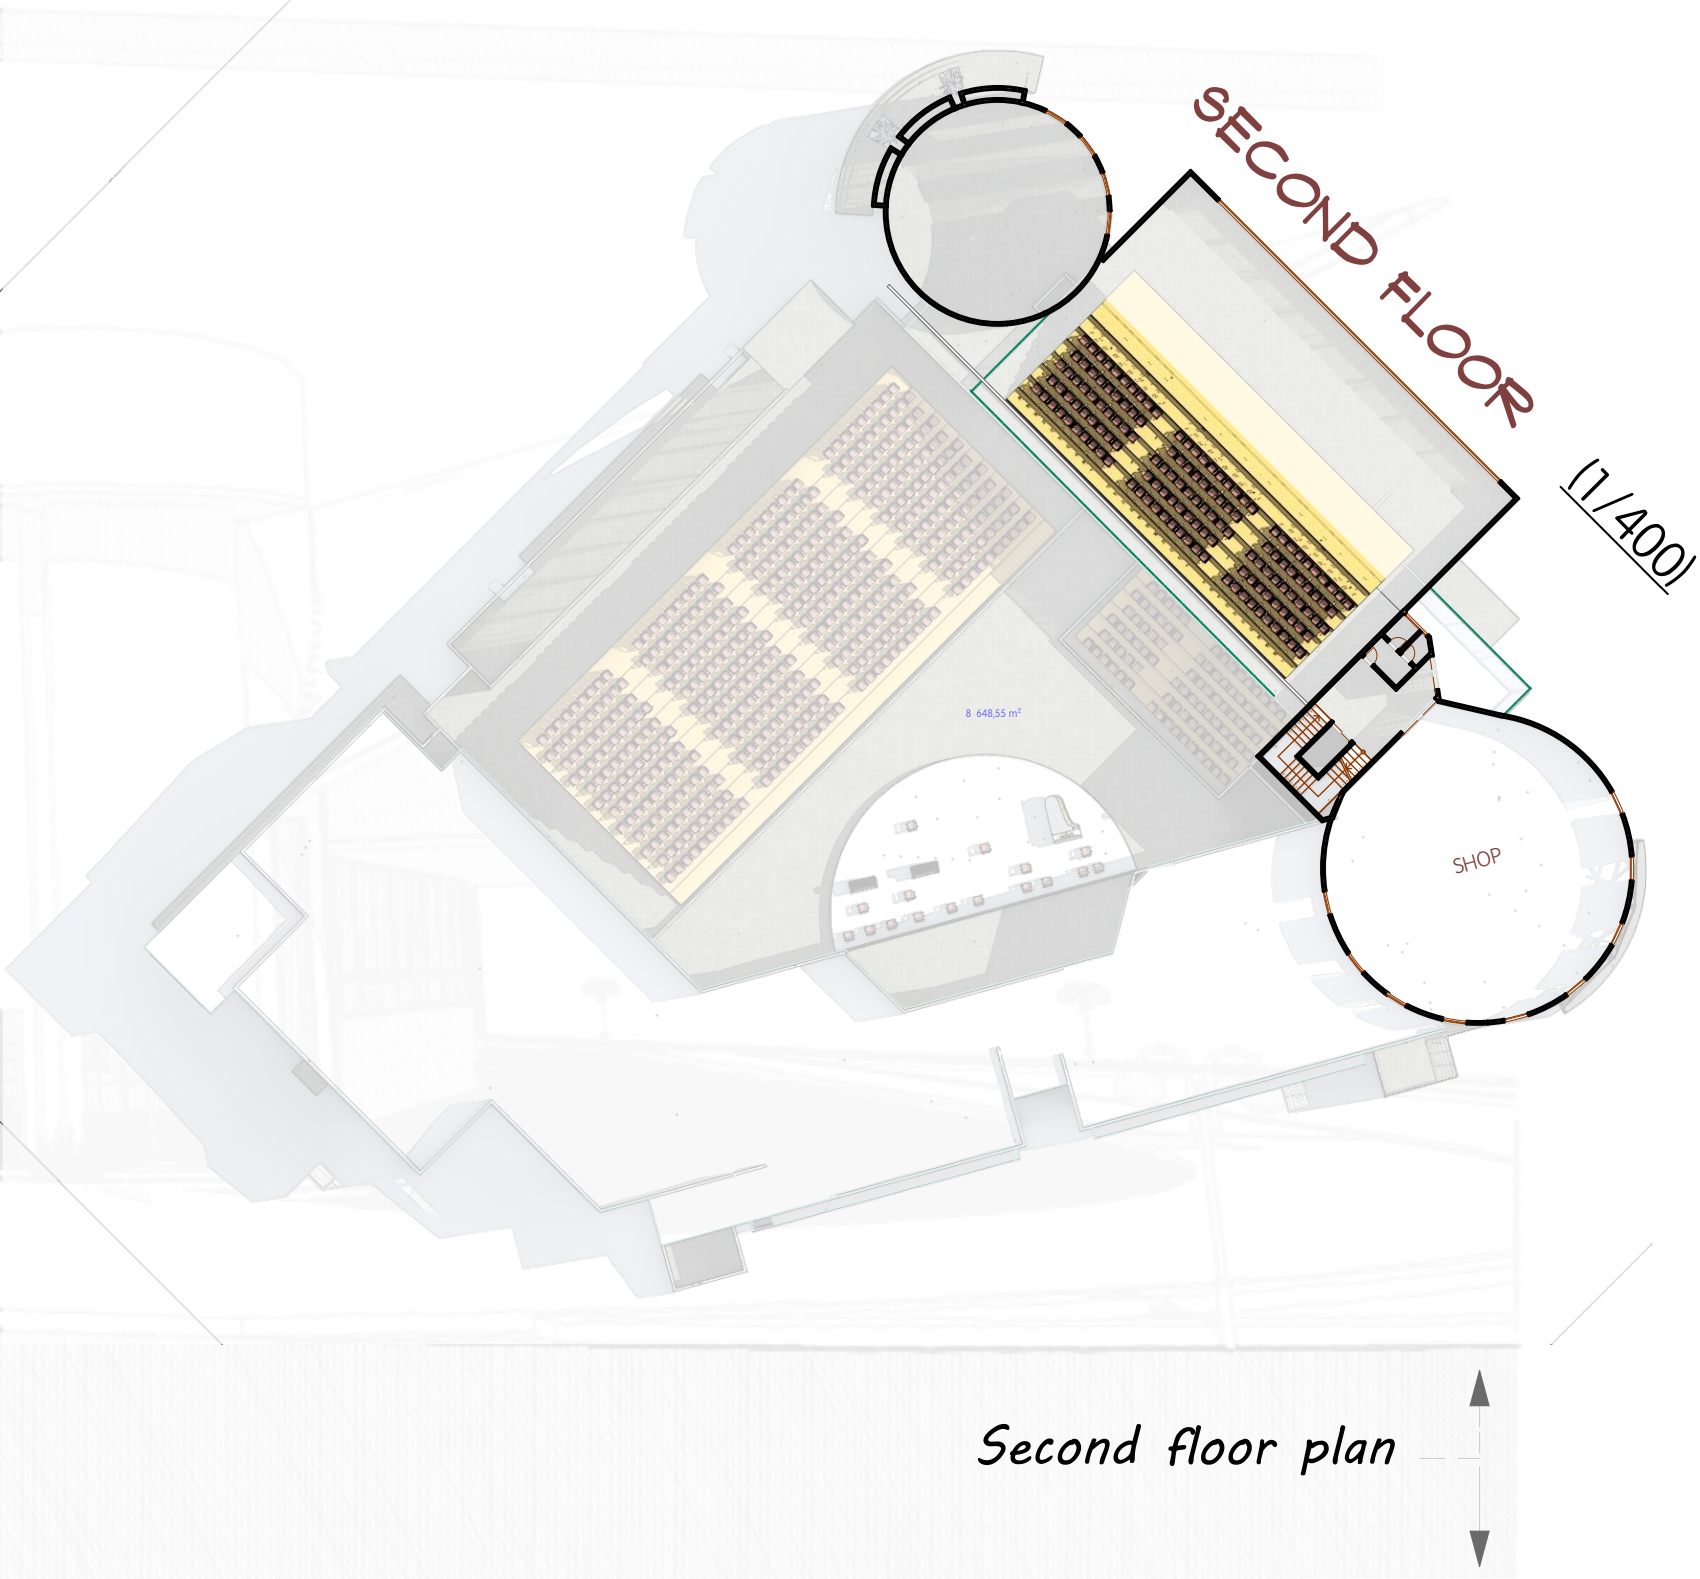 SECOND FLOOR
(1/400)
8 648,55 m²
SHOP
Second floor plan